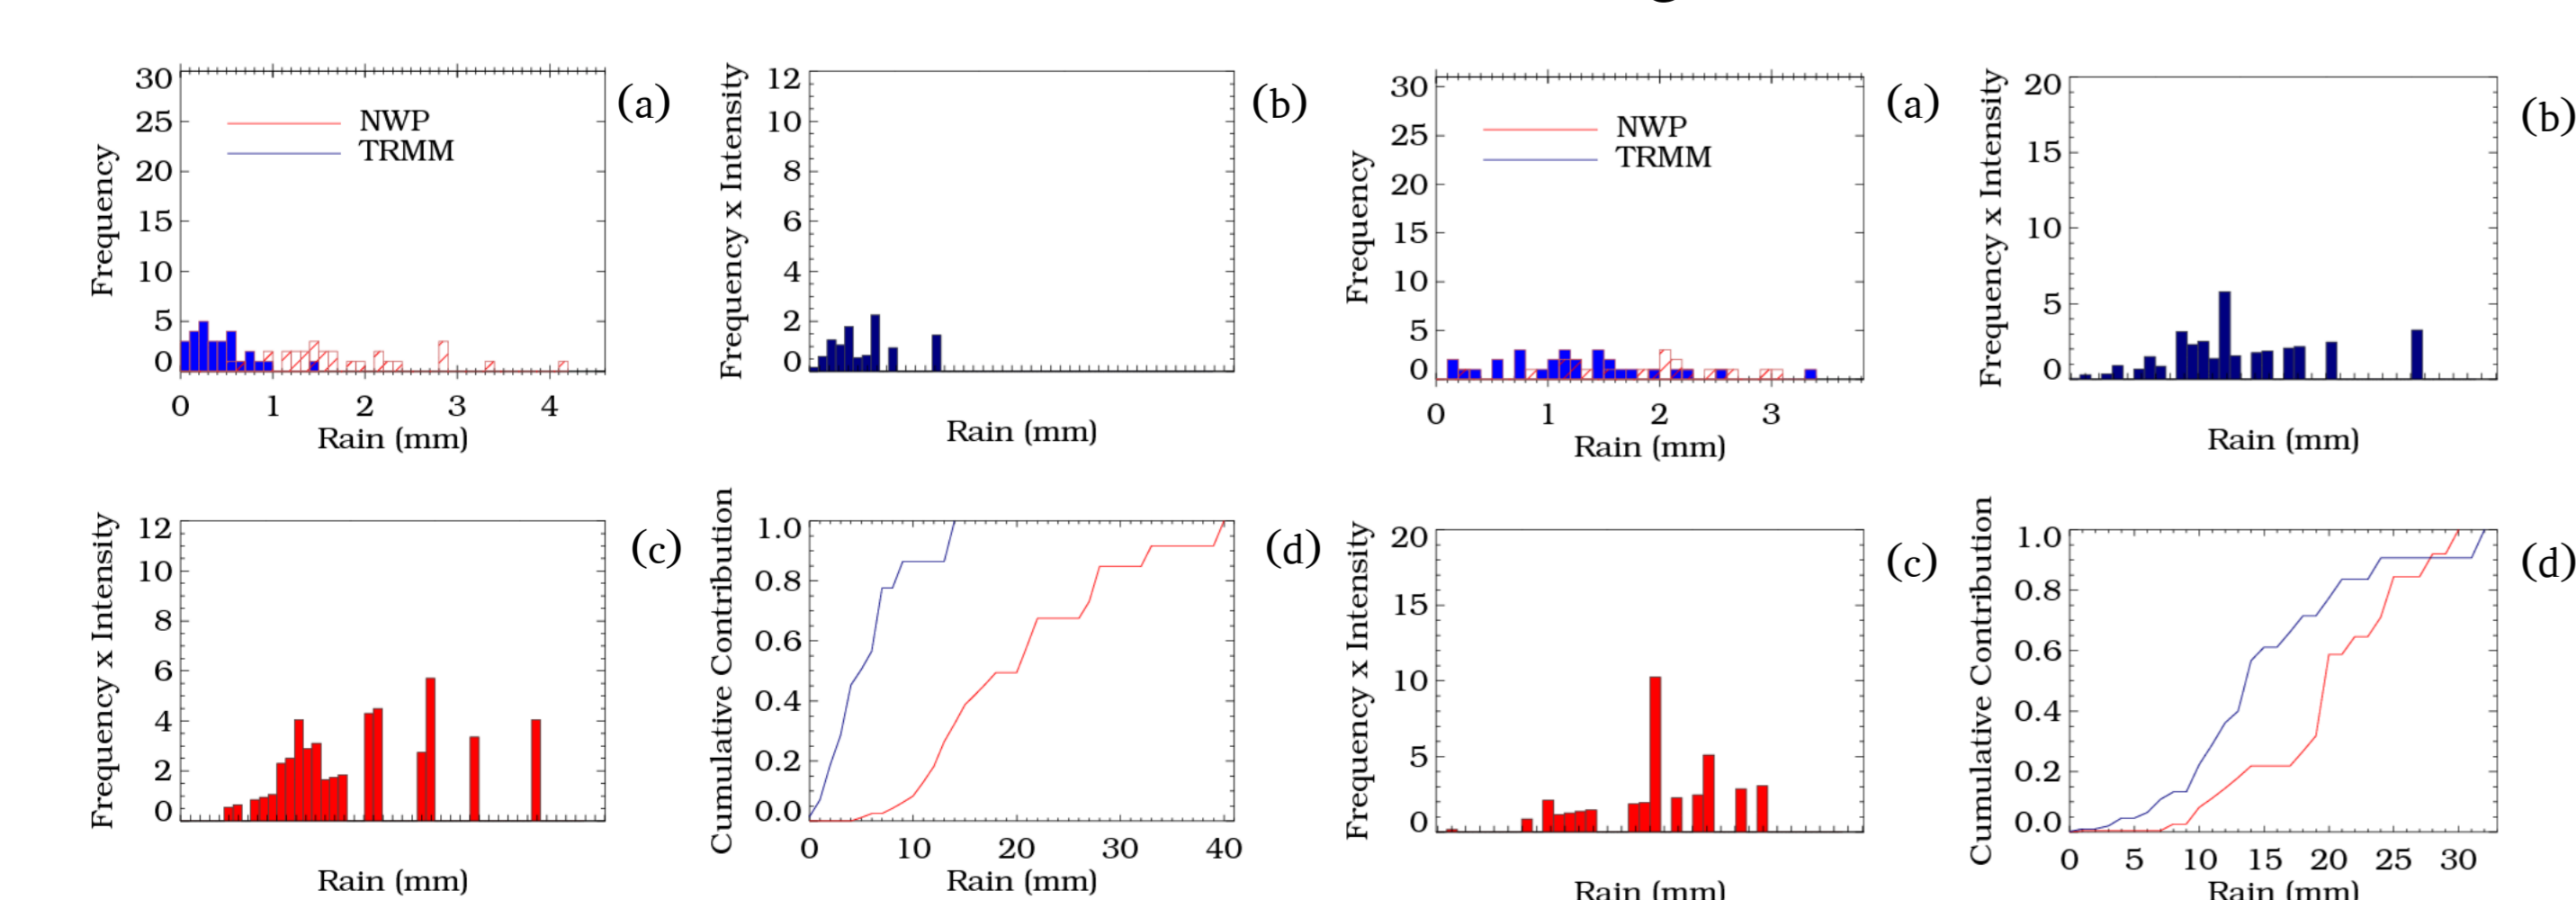 30
25
20
15
10
5
0
Frequency
NWP
TRMM
0 1 2 3 4
Rain (mm)
(a)
12
10
8
6
4
2
0
Frequency x Intensity
Rain (mm)
(b)
30
25
20
15
10
5
0
Frequency
NWP
TRMM
0 1 2 3
Rain (mm)
(a)
20
15
10
5
0
Frequency x Intensity
Rain (mm)
(b)
12
10
8
6
4
2
0
Frequency x Intensity
Rain (mm)
(c)
1.0
0.8
0.6
0.4
0.2
0.0
Cumulative Contribution
0 10 20 30 40
Rain (mm)
(d)
20
15
10
5
0
Frequency x Intensity
Rain (mm)
(c)
1.0
0.8
0.6
0.4
0.2
0.0
Cumulative Contribution
0 5 10 15 20 25 30
Rain (mm)
(d)